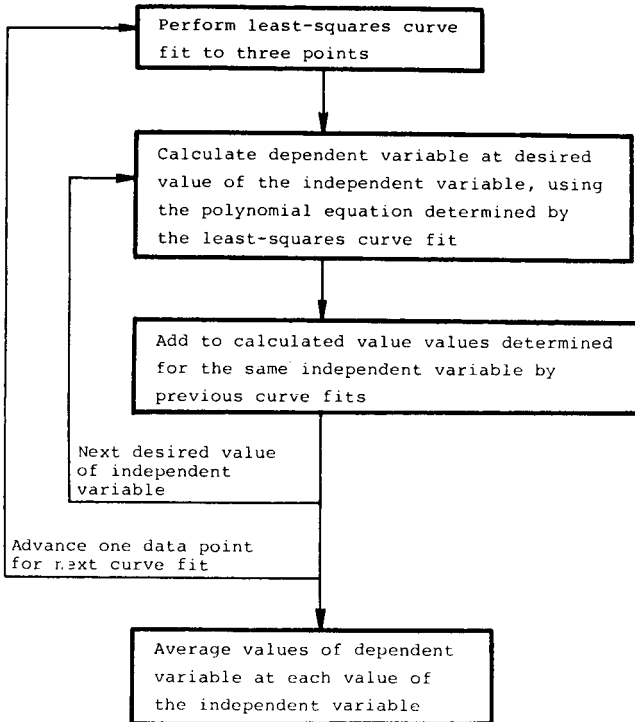 Perform least-squares curve
fit to three points
Calculate dependent variable at desired
value of the independent variable, using
the polynomial equation determined by
the least-squares curve fit
Add to calculated value values determined
for the same independent variable by
previous curve fits
Next desired value
of independent
variable
Advance one data point
for next curve fit
Average values of dependent
variable at each value of
the independent variable